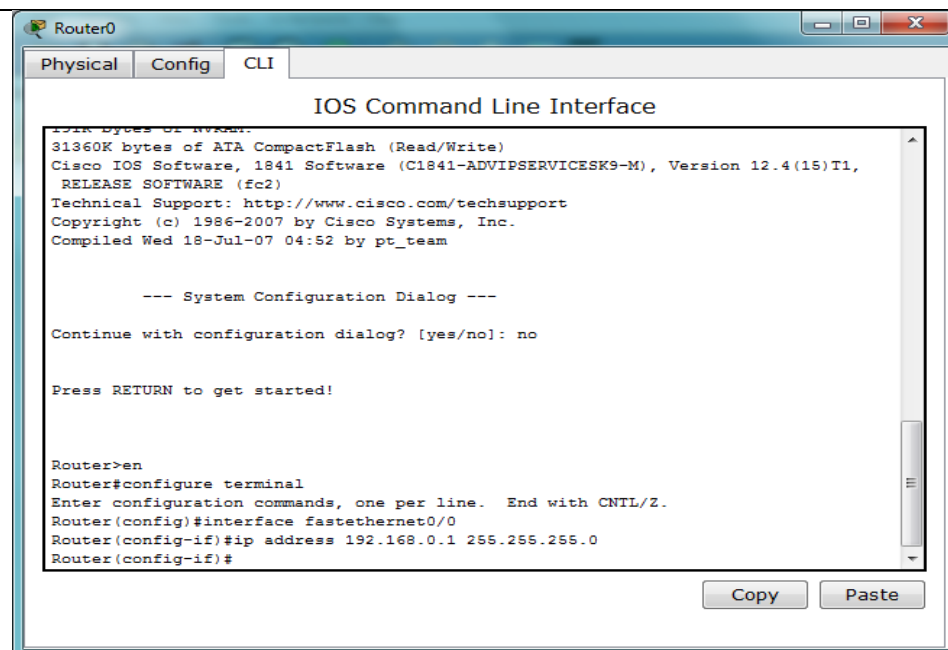 Router0
Physical Config CLI
IOS Command Line Interface
191K bytes of NVRAM.
31360K bytes of ATA CompactFlash (Read/Write)
Cisco IOS Software, 1841 Software (C1841-ADVIPSERVICESK9-M), Version 12.4(15)T1,
RELEASE SOFTWARE (fc2)
Technical Support: http://www.cisco.com/techsupport
Copyright (c) 1986-2007 by Cisco Systems, Inc.
Compiled Wed 18-Jul-07 04:52 by pt_team
--- System Configuration Dialog ---
Continue with configuration dialog? [yes/no]: no
Press RETURN to get started!
Router>en
Router#configure terminal
Enter configuration commands, one per line.  End with CNTL/Z.
Router(config)#interface fastethernet0/0
Router(config-if)#ip address 192.168.0.1 255.255.255.0
Router(config-if)#
Copy Paste